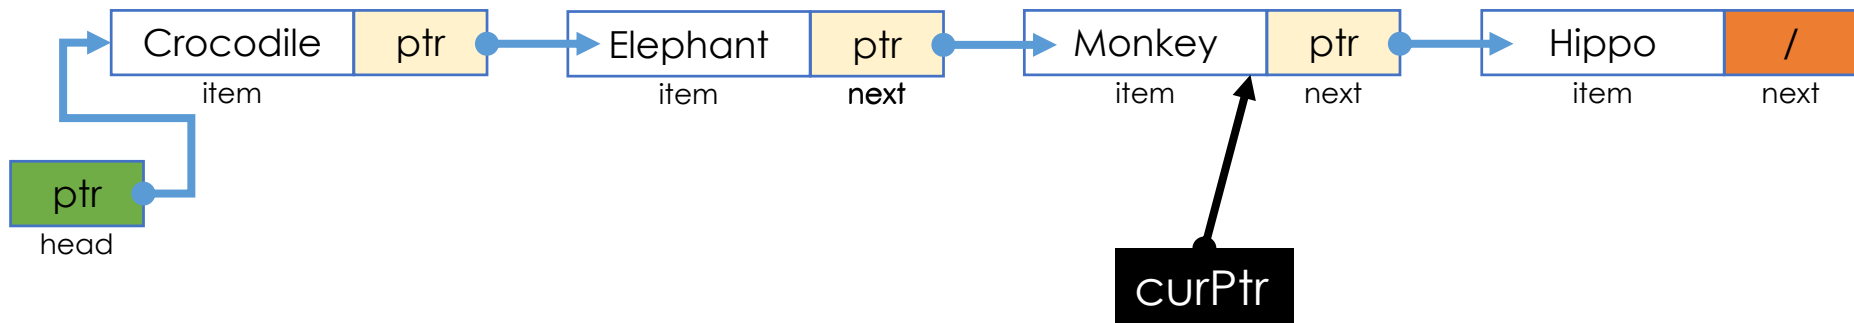 Crocodile ptr Elephant ptr Monkey ptr Hippo /
item item next item next item next
ptr
head
curPtr